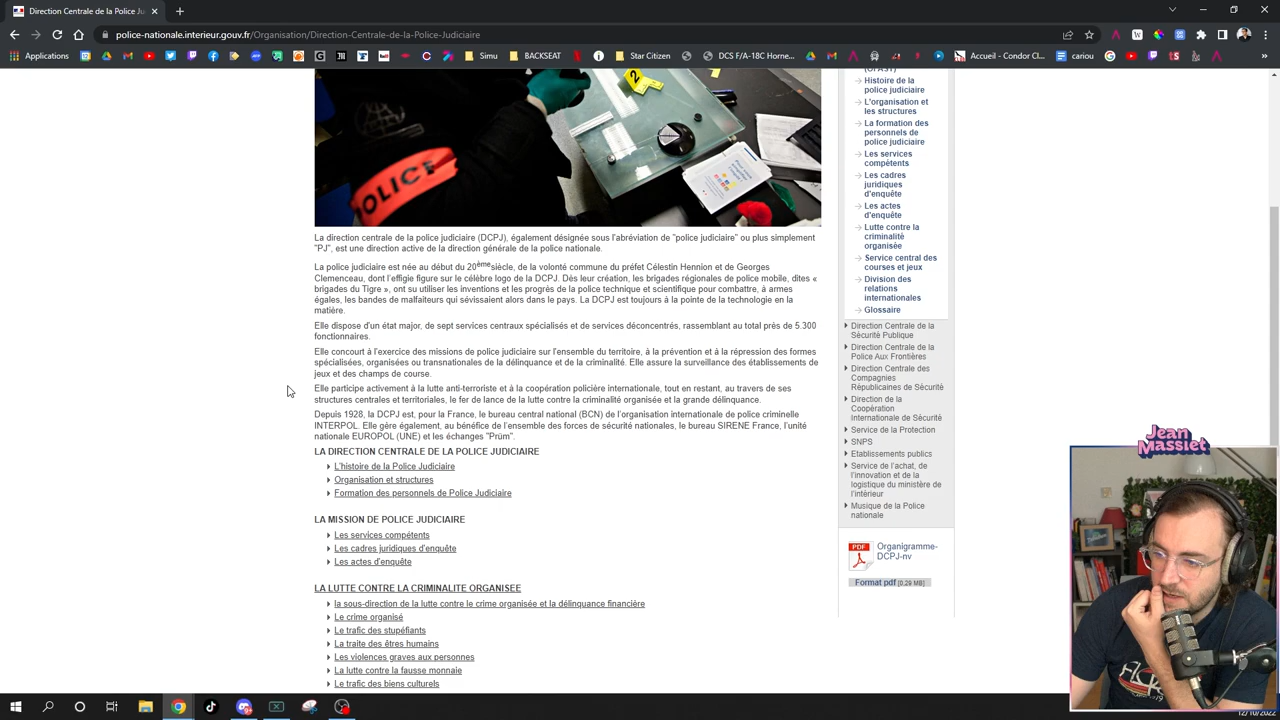 Direction Centrale de la Police Jud
police-nationale.interieur.gouv.fr/Organisation/Direction-Centrale-de-la-Police-Judiciaire
Applications
Simu
BACKSEAT
Star Citizen
DCS F/A-18C Horne...
Accueil - Condor Cl...
cariou
2
POLICE
Histoire de la
police judiciaire
L'organisation et
les structures
La formation des
personnels de
police judiciaire
Les services
compétents
Les cadres
juridiques
d'enquête
Les actes
d'enquête
Lutte contre la
criminalité
organisée
Service central des
courses et jeux
Division des
relations
internationales
Glossaire
Direction Centrale de la
Sécurité Publique
Direction Centrale de la
Police Aux Frontières
Direction Centrale des
Compagnies
Républicaines de Sécurité
Direction de la
Coopération
Internationale de Sécurité
Service de la Protection
SNPS
Etablissements publics
Service de l'achat, de
l'innovation et de la
logistique du ministère de
l'intérieur
Musique de la Police
nationale
PDF
Organigramme-
DCPJ-nv
Format pdf [0.29 MB]
La direction centrale de la police judiciaire (DCPJ), également désignée sous l'abréviation de "police judiciaire" ou plus simplement
"PJ", est une direction active de la direction générale de la police nationale.
La police judiciaire est née au début du 20èmesiècle, de la volonté commune du préfet Célestin Hennion et de Georges
Clemenceau, dont l'effigie figure sur le célèbre logo de la DCPJ. Dès leur création, les brigades régionales de police mobile, dites «
brigades du Tigre », ont su utiliser les inventions et les progrès de la police technique et scientifique pour combattre, à armes
égales, les bandes de malfaiteurs qui sévissaient alors dans le pays. La DCPJ est toujours à la pointe de la technologie en la
matière.
Elle dispose d'un état major, de sept services centraux spécialisés et de services déconcentrés, rassemblant au total près de 5.300
fonctionnaires.
Elle concourt à l'exercice des missions de police judiciaire sur l'ensemble du territoire, à la prévention et à la répression des formes
spécialisées, organisées ou transnationales de la délinquance et de la criminalité. Elle assure la surveillance des établissements de
jeux et des champs de course.
Elle participe activement à la lutte anti-terroriste et à la coopération policière internationale, tout en restant, au travers de ses
structures centrales et territoriales, le fer de lance de la lutte contre la criminalité organisée et la grande délinquance.
Depuis 1928, la DCPJ est, pour la France, le bureau central national (BCN) de l'organisation internationale de police criminelle
INTERPOL. Elle gère également, au bénéfice de l'ensemble des forces de sécurité nationales, le bureau SIRENE France, l'unité
nationale EUROPOL (UNE) et les échanges "Prüm".
LA DIRECTION CENTRALE DE LA POLICE JUDICIAIRE
L'histoire de la Police Judiciaire
Organisation et structures
Formation des personnels de Police Judiciaire
LA MISSION DE POLICE JUDICIAIRE
Les services compétents
Les cadres juridiques d'enquête
Les actes d'enquête
LA LUTTE CONTRE LA CRIMINALITE ORGANISEE
la sous-direction de la lutte contre le crime organisée et la délinquance financière
Le crime organisé
Le trafic des stupéfiants
La traite des êtres humains
Les violences graves aux personnes
La lutte contre la fausse monnaie
Le trafic des biens culturels
Jean
Massiet
12/10/2022